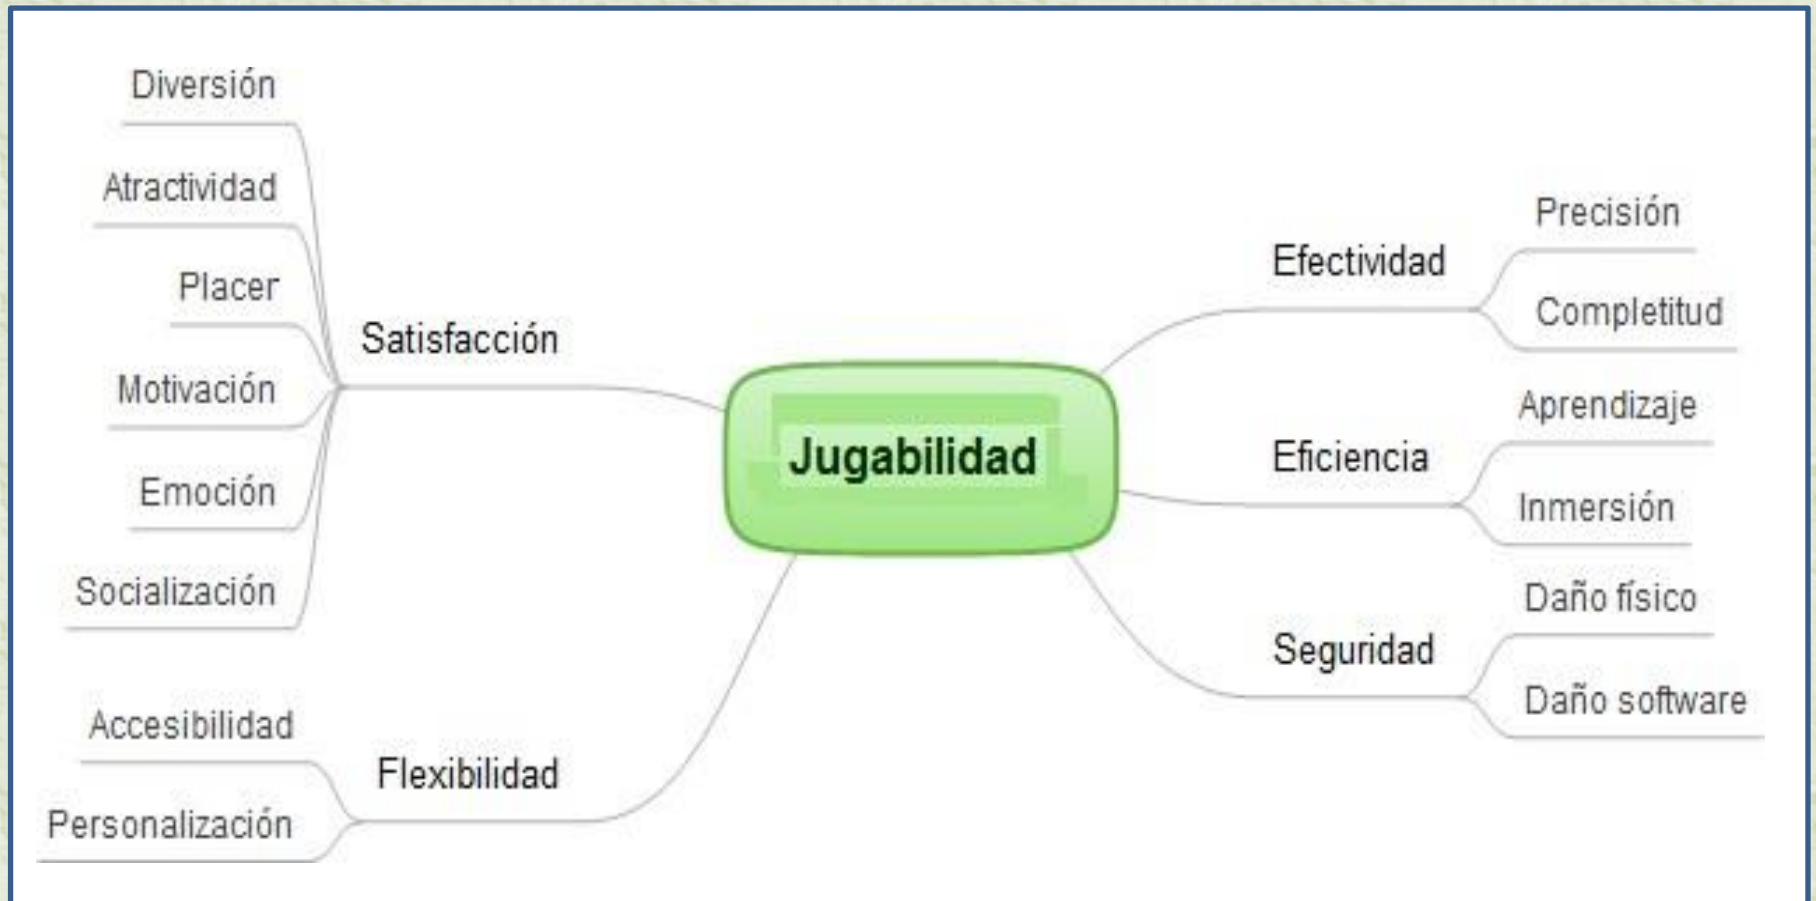 Diversión
Atractividad
Placer
Motivación
Emoción
Socialización
Satisfacción
Accesibilidad
Personalización
Flexibilidad
Jugabilidad
Efectividad
Precisión
Completitud
Eficiencia
Aprendizaje
Inmersión
Seguridad
Daño físico
Daño software